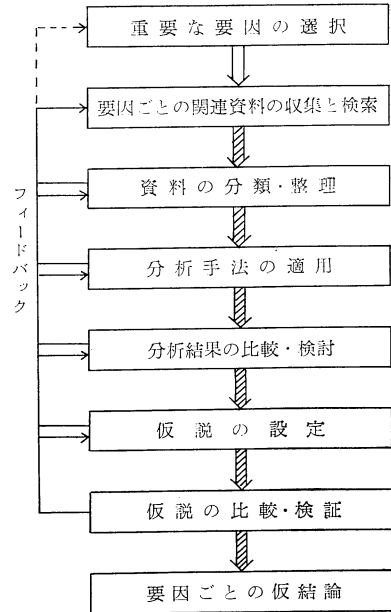 重要な要因の選択
要因ごとの関連資料の収集と検索
資料の分類・整理
分析手法の適用
分析結果の比較・検討
仮説の設定
仮説の比較・検証
要因ごとの仮結論
フィードバック